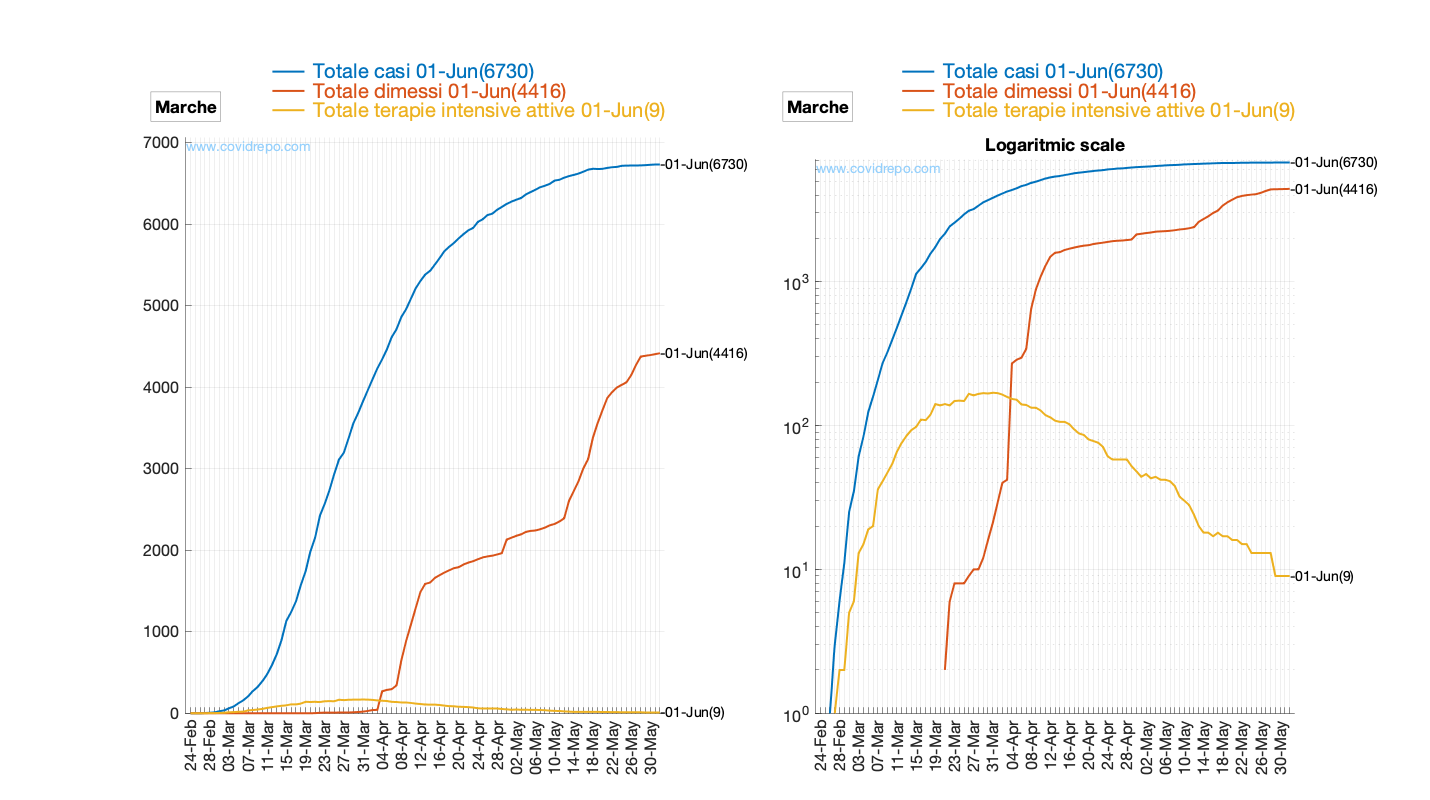 Marche
Totale casi 01-Jun(6730)
Totale dimessi 01-Jun(4416)
Totale terapie intensive attive 01-Jun(9)
www.covidrepo.com
7000
6000
5000
4000
3000
2000
1000
0
-01-Jun(6730)
-01-Jun(4416)
-01-Jun(9)
24-Feb
28-Feb
03-Mar
07-Mar
11-Mar
15-Mar
19-Mar
23-Mar
27-Mar
31-Mar
04-Apr
08-Apr
12-Apr
16-Apr
20-Apr
24-Apr
28-Apr
02-May
06-May
10-May
14-May
18-May
22-May
26-May
30-May
Marche
Totale casi 01-Jun(6730)
Totale dimessi 01-Jun(4416)
Totale terapie intensive attive 01-Jun(9)
Logaritmic scale
www.covidrepo.com
10³
10²
10¹
10⁰
-01-Jun(6730)
-01-Jun(4416)
-01-Jun(9)
24-Feb
28-Feb
03-Mar
07-Mar
11-Mar
15-Mar
19-Mar
23-Mar
27-Mar
31-Mar
04-Apr
08-Apr
12-Apr
16-Apr
20-Apr
24-Apr
28-Apr
02-May
06-May
10-May
14-May
18-May
22-May
26-May
30-May